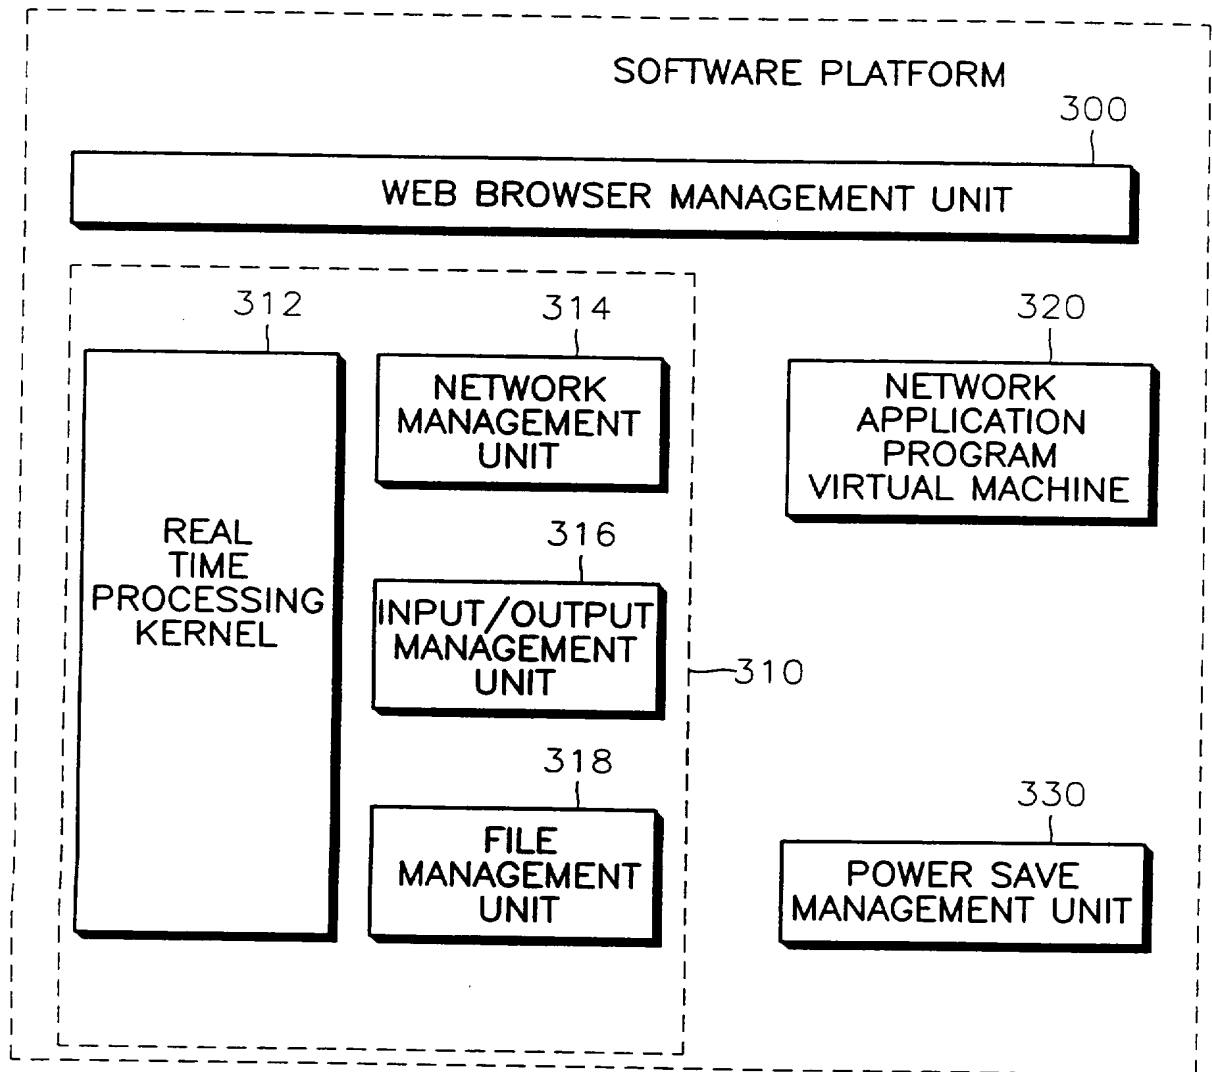 SOFTWARE PLATFORM
300
WEB BROWSER MANAGEMENT UNIT
312
314
320
REAL
TIME
PROCESSING
KERNEL
NETWORK
MANAGEMENT
UNIT
NETWORK
APPLICATION
PROGRAM
VIRTUAL MACHINE
316
INPUT/OUTPUT
MANAGEMENT
UNIT
310
318
FILE
MANAGEMENT
UNIT
330
POWER SAVE
MANAGEMENT UNIT